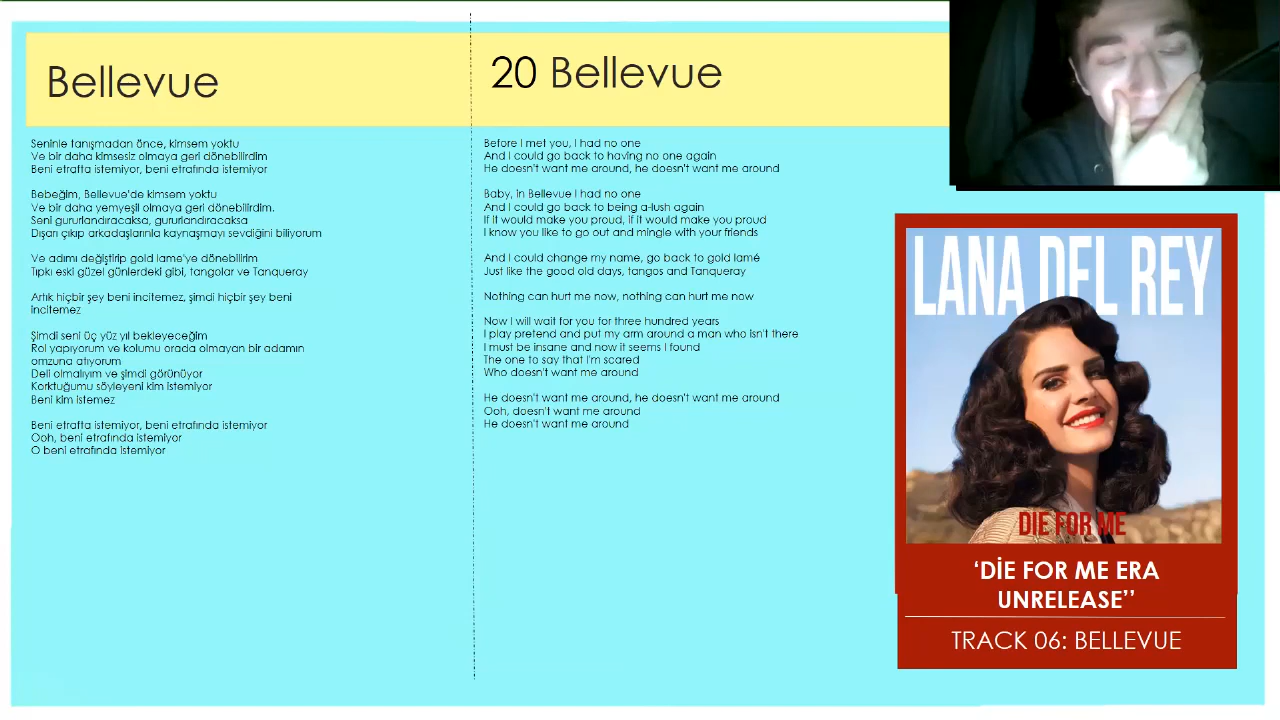 Bellevue
Seninle tanışmadan önce, kimsem yoktu
Ve bir daha kimsesiz olmaya geri dönebilirdim
Beni etrafta istemiyor, beni etrafında istemiyor
Bebeğim, Bellevue'de kimsem yoktu
Ve bir daha yemyeşil olmaya geri dönebilirdim.
Seni gururlandıracaksa, gururlandıracaksa
Dışarı çıkıp arkadaşlarınla kaynaşmayı sevdiğini biliyorum
Ve adımı değiştirip gold lame'ye dönebilirim
Tıpkı eski güzel günlerdeki gibi, tangolar ve Tanqueray
Artık hiçbir şey beni incitemez, şimdi hiçbir şey beni
incitemez
Şimdi seni üç yüz yıl bekleyeceğim
Rol yapıyorum ve kolumu orada olmayan bir adamın
omzuna atıyorum
Deli olmalıyım ve şimdi görünüyor
Korktuğumu söyleyeni kim istemiyor
Beni kim istemez
Beni etrafta istemiyor, beni etrafında istemiyor
Ooh, beni etrafında istemiyor
O beni etrafında istemiyor
20 Bellevue
Before I met you, I had no one
And I could go back to having no one again
He doesn't want me around, he doesn't want me around
Baby, in Bellevue I had no one
And I could go back to being a-lush again
If it would make you proud, if it would make you proud
I know you like to go out and mingle with your friends
And I could change my name, go back to gold lamé
Just like the good old days, tangos and Tanqueray
Nothing can hurt me now, nothing can hurt me now
Now I will wait for you for three hundred years
I play pretend and put my arm around a man who isn't there
I must be insane and now it seems I found
The one to say that I'm scared
Who doesn't want me around
He doesn't want me around, he doesn't want me around
Ooh, doesn't want me around
He doesn't want me around
LANA DEL REY
DIE FOR ME
‘DİE FOR ME ERA
UNRELEASE’’
TRACK 06: BELLEVUE